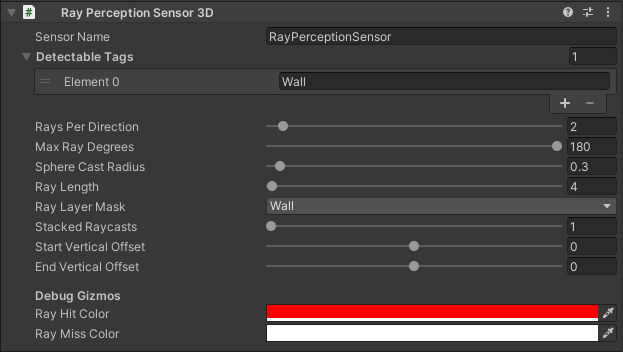 Ray Perception Sensor 3D
Sensor Name RayPerceptionSensor
Detectable Tags 1
Element 0 Wall
Rays Per Direction 2
Max Ray Degrees 180
Sphere Cast Radius 0.3
Ray Length 4
Ray Layer Mask Wall
Stacked Raycasts 1
Start Vertical Offset 0
End Vertical Offset 0
Debug Gizmos
Ray Hit Color
Ray Miss Color